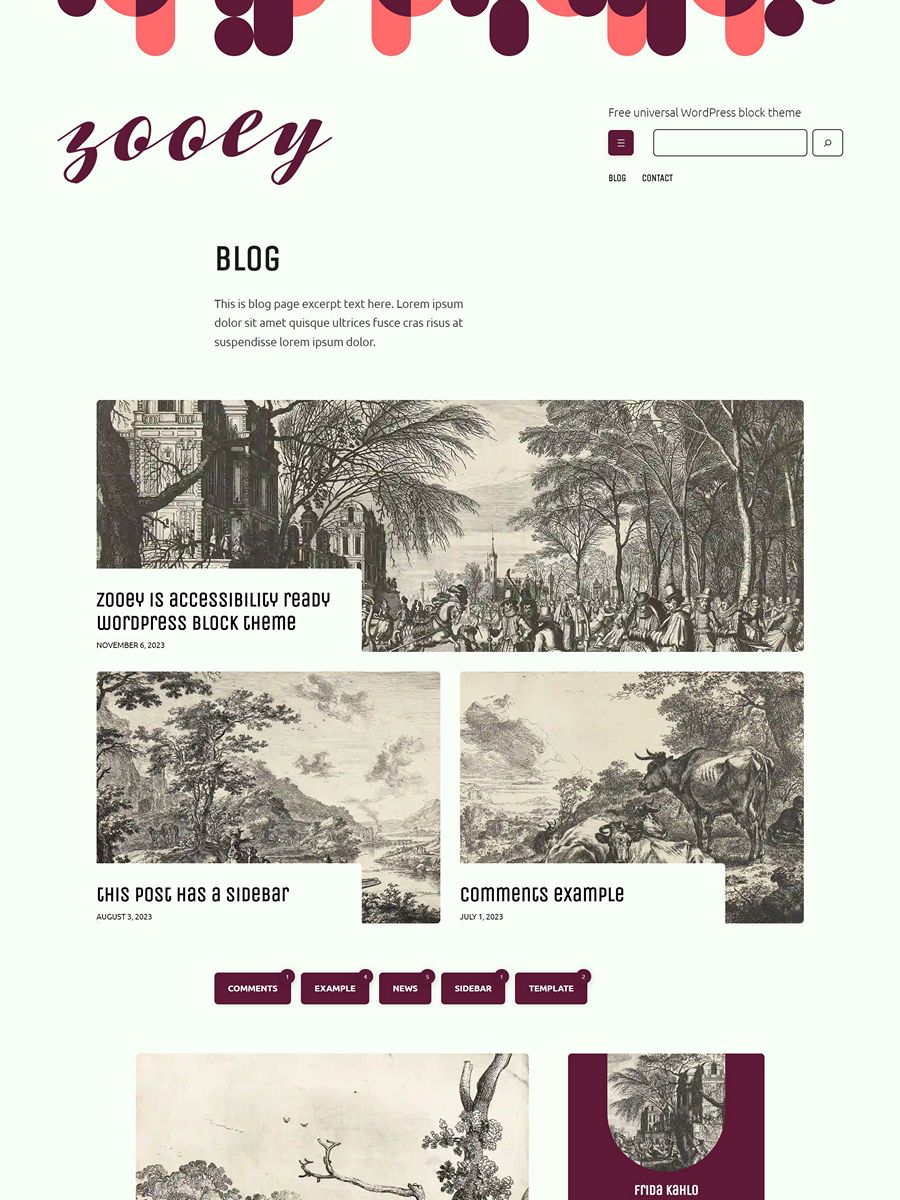 zooey
Free universal WordPress block theme
BLOG CONTACT
BLOG
This is blog page excerpt text here. Lorem ipsum
dolor sit amet quisque ultrices fusce cras risus at
suspendisse lorem ipsum dolor.
Zooey is accessibility ready
WordPress block theme
NOVEMBER 6, 2023
This post has a sidebar
AUGUST 3, 2023
Comments example
JULY 1, 2023
COMMENTS 1 EXAMPLE 4 NEWS 5 SIDEBAR 1 TEMPLATE 2
Frida Kahlo